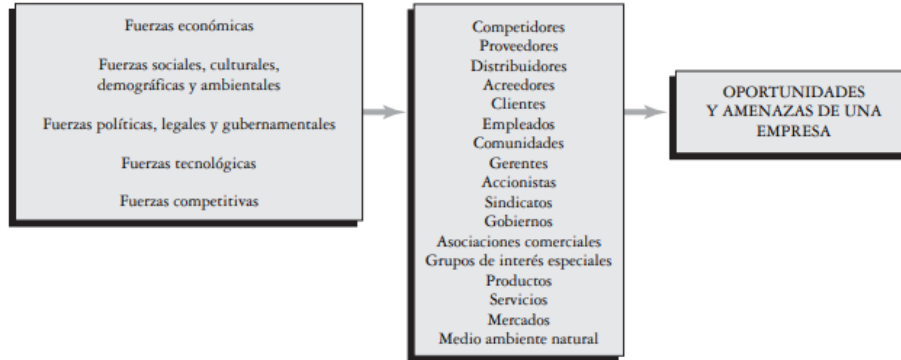 Fuerzas económicas
Fuerzas sociales, culturales,
demográficas y ambientales
Fuerzas políticas, legales y gubernamentales
Fuerzas tecnológicas
Fuerzas competitivas
Competidores
Proveedores
Distribuidores
Acreedores
Clientes
Empleados
Comunidades
Gerentes
Accionistas
Sindicatos
Gobiernos
Asociaciones comerciales
Grupos de interés especiales
Productos
Servicios
Mercados
Medio ambiente natural
OPORTUNIDADES
Y AMENAZAS DE UNA
EMPRESA